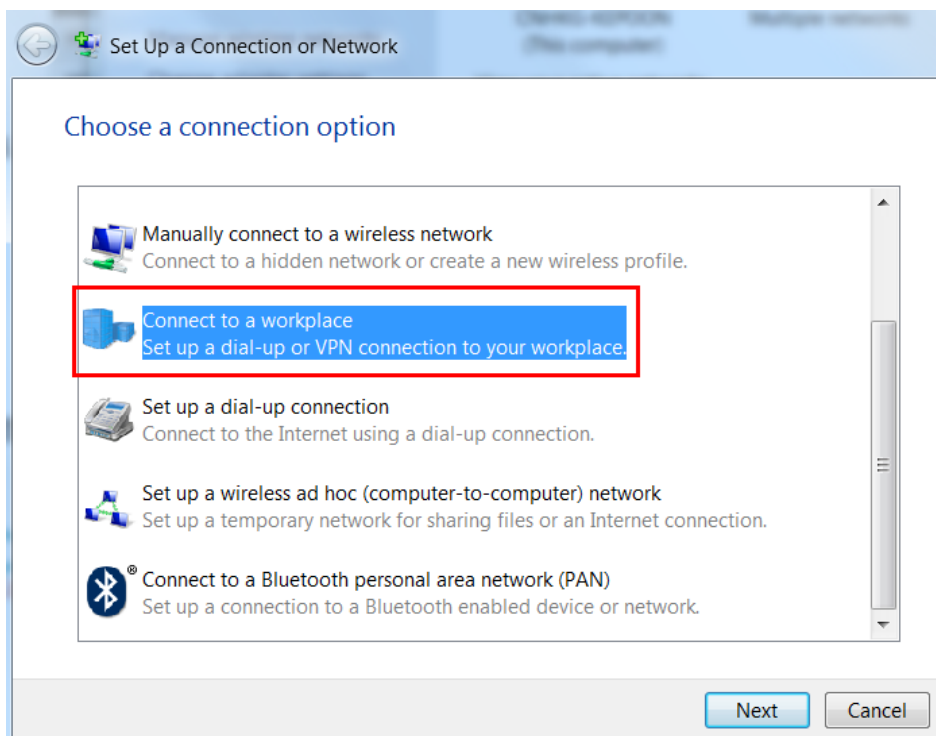 (This computer)
Multiple networks
Set Up a Connection or Network
Choose a connection option
Manually connect to a wireless network
Connect to a hidden network or create a new wireless profile.
Connect to a workplace
Set up a dial-up or VPN connection to your workplace.
Set up a dial-up connection
Connect to the Internet using a dial-up connection.
Set up a wireless ad hoc (computer-to-computer) network
Set up a temporary network for sharing files or an Internet connection.
®
Connect to a Bluetooth personal area network (PAN)
Set up a connection to a Bluetooth enabled device or network.
Next
Cancel